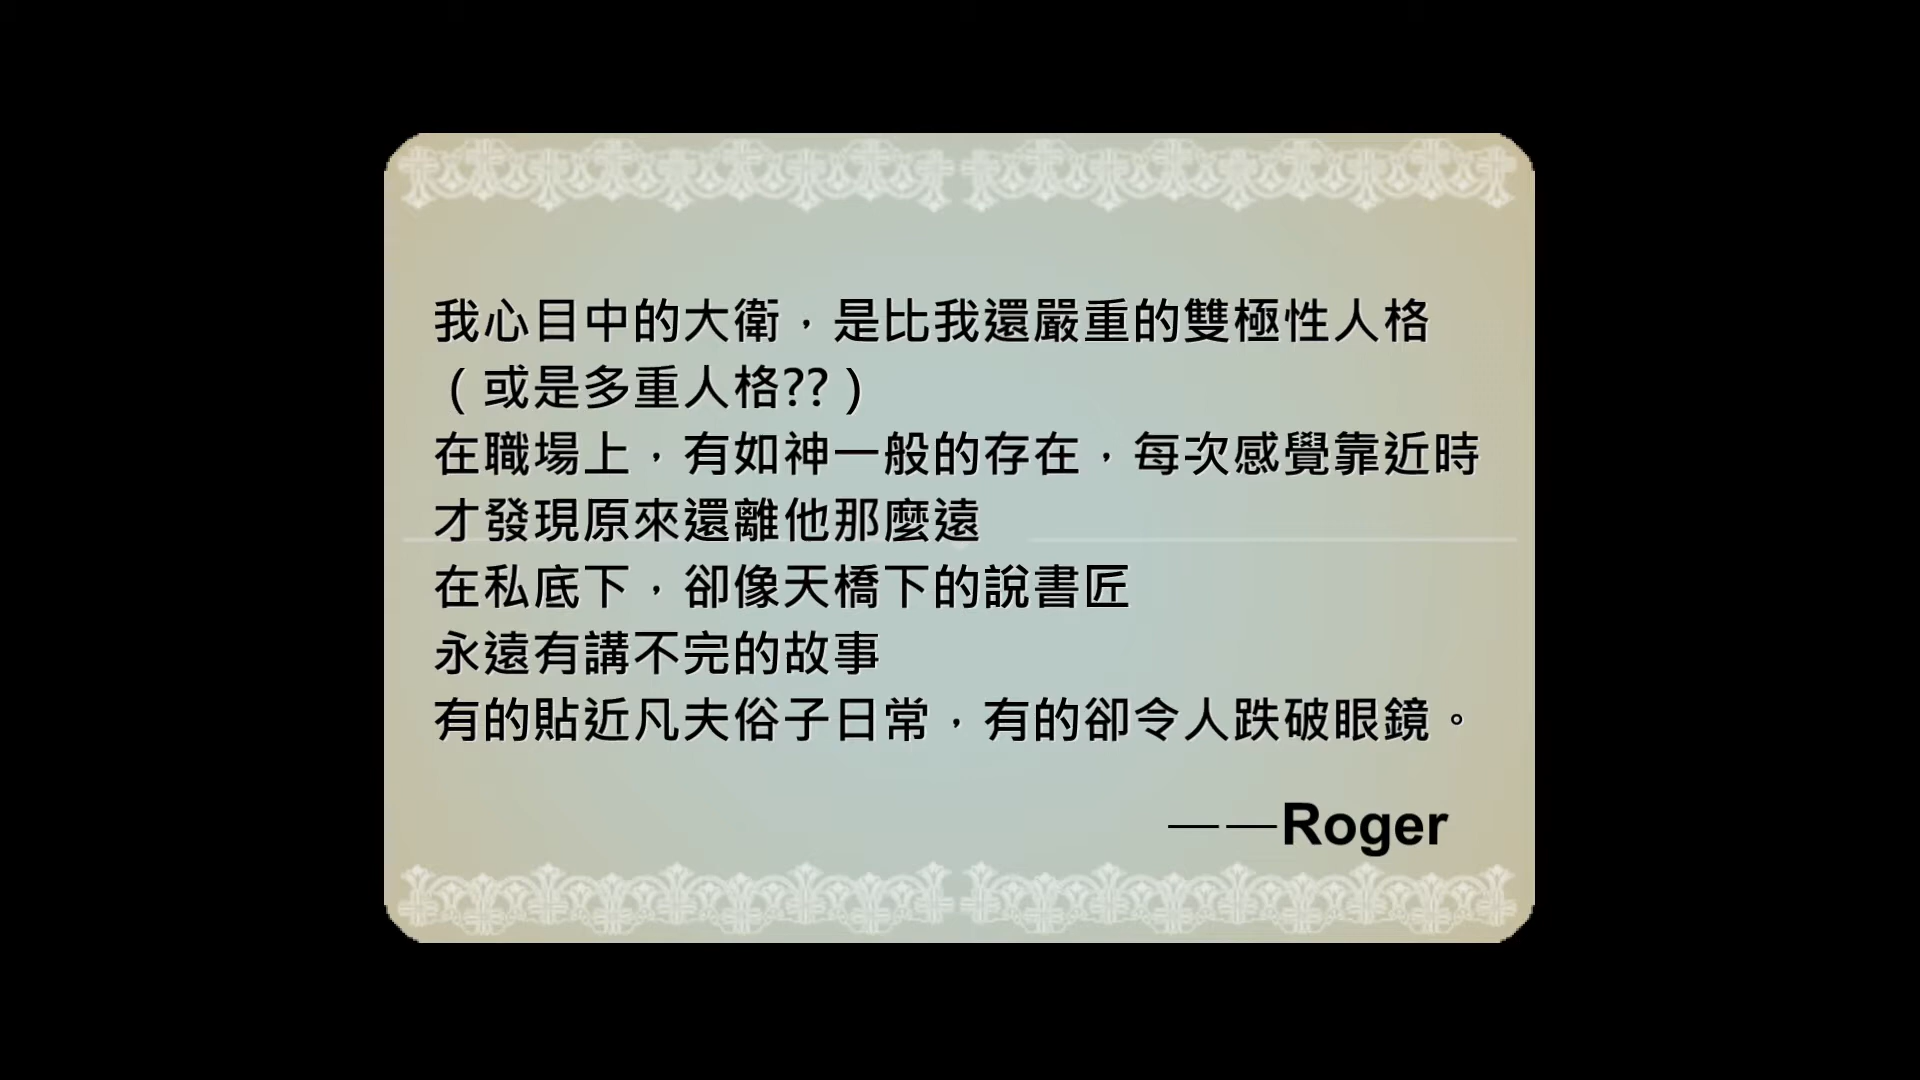 我心目中的大衛，是比我還嚴重的雙極性人格
（或是多重人格??）
在職場上，有如神一般的存在，每次感覺靠近時
才發現原來還離他那麼遠
在私底下，卻像天橋下的說書匠
永遠有講不完的故事
有的貼近凡夫俗子日常，有的卻令人跌破眼鏡。
——Roger